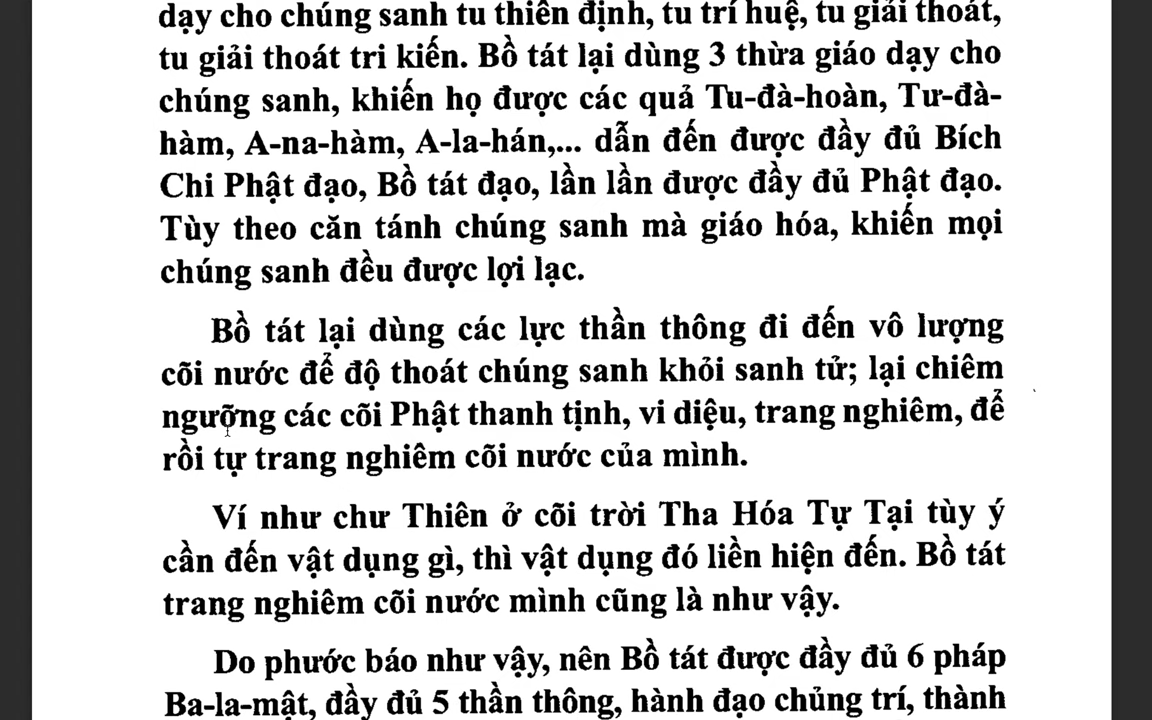 dạy cho chúng sanh tu thiền định, tu trí huệ, tu giải thoát,
tu giải thoát tri kiến. Bồ tát lại dùng 3 thừa giáo dạy cho
chúng sanh, khiến họ được các quả Tu-đà-hoàn, Tư-đà-
hàm, A-na-hàm, A-la-hán,... dẫn đến được đầy đủ Bích
Chi Phật đạo, Bồ tát đạo, lần lần được đầy đủ Phật đạo.
Tùy theo căn tánh chúng sanh mà giáo hóa, khiến mọi
chúng sanh đều được lợi lạc.
Bồ tát lại dùng các lực thần thông đi đến vô lượng
cõi nước để độ thoát chúng sanh khỏi sanh tử; lại chiêm
ngưỡng các cõi Phật thanh tịnh, vi diệu, trang nghiêm, để
rồi tự trang nghiêm cõi nước của mình.
Ví như chư Thiên ở cõi trời Tha Hóa Tự Tại tùy ý
cần đến vật dụng gì, thì vật dụng đó liền hiện đến. Bồ tát
trang nghiêm cõi nước mình cũng là như vậy.
Do phước báo như vậy, nên Bồ tát được đầy đủ 6 pháp
Ba-la-mật, đầy đủ 5 thần thông, hành đạo chủng trí, thành